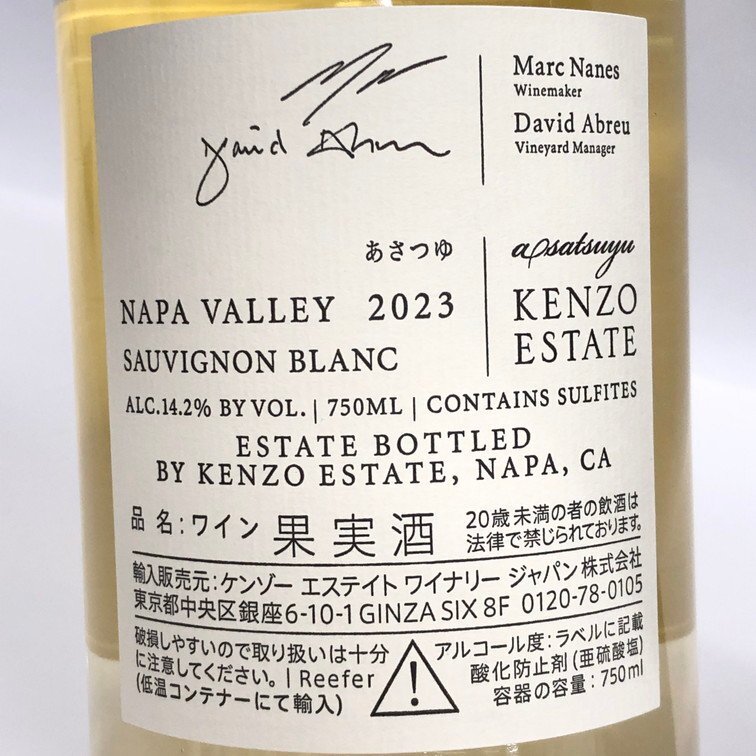 David Abreu
Marc Nanes
Winemaker
David Abreu
Vineyard Manager
あさつゆ
asatsuyu
NAPA VALLEY 2023
SAUVIGNON BLANC
KENZO
ESTATE
ALC.14.2% BY VOL. | 750ML | CONTAINS SULFITES
ESTATE BOTTLED
BY KENZO ESTATE, NAPA, CA
品 名:ワイン 果実酒
20歳未満の者の飲酒は
法律で禁じられております。
輸入販売元:ケンゾー エステイト ワイナリー ジャパン株式会社
東京都中央区銀座6-10-1 GINZA SIX 8F 0120-78-0105
破損しやすいので取り扱いは十分
に注意してください。 | Reefer
(低温コンテナーにて輸入)
アルコール度:ラベルに記載
酸化防止剤(亜硫酸塩)
容器の容量:750ml